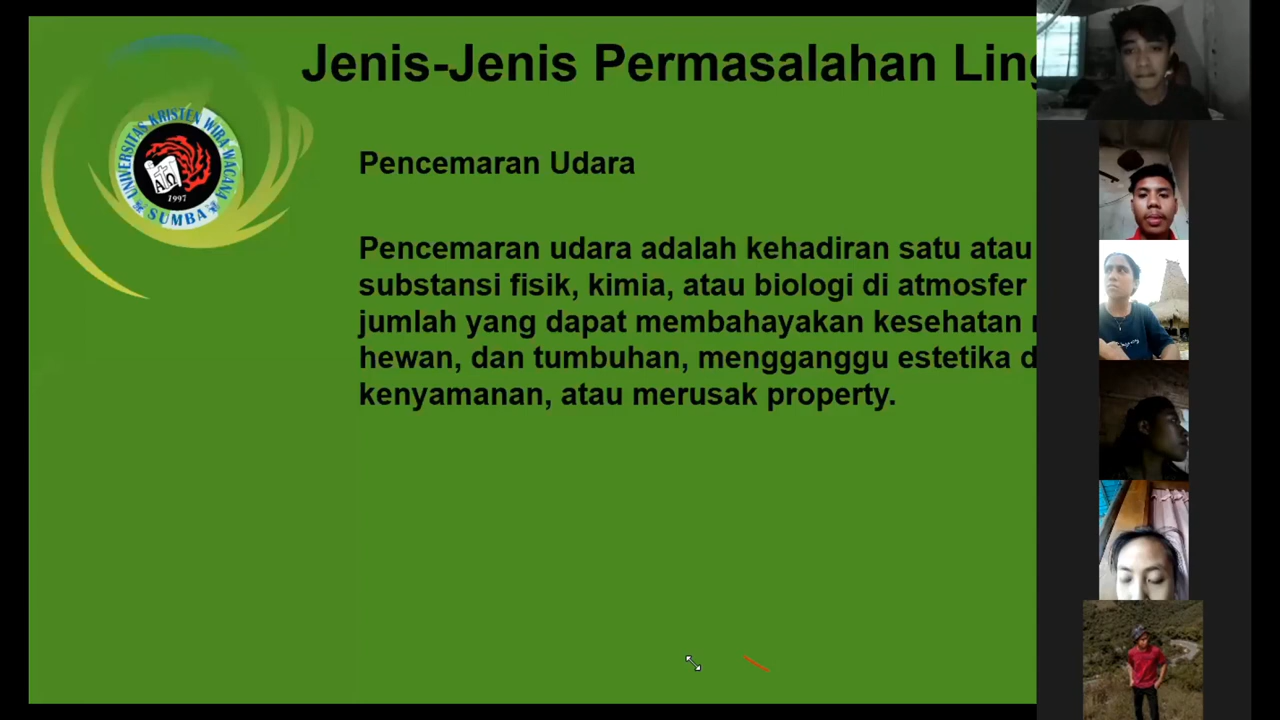 Jenis-Jenis Permasalahan
UNIVERSITAS KRISTEN WIRA WACANA
SUMBA
ΑΩ
1997
Pencemaran Udara
Pencemaran udara adalah kehadiran satu atau
substansi fisik, kimia, atau biologi di atmosfer
jumlah yang dapat membahayakan kesehatan
hewan, dan tumbuhan, mengganggu estetika
kenyamanan, atau merusak property.